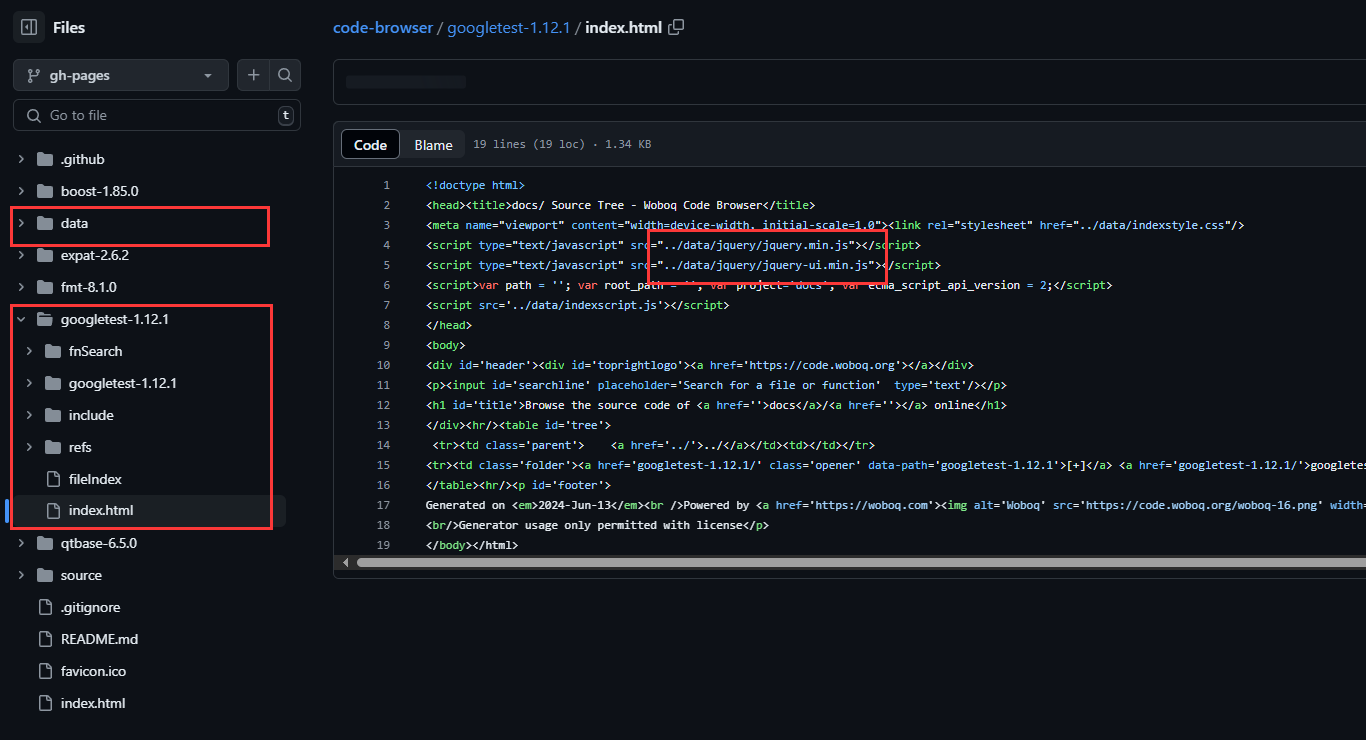 Files
gh-pages
Go to file
t
.github
boost-1.85.0
data
expat-2.6.2
fmt-8.1.0
googletest-1.12.1
fnSearch
googletest-1.12.1
include
refs
fileIndex
index.html
qtbase-6.5.0
source
.gitignore
README.md
favicon.ico
index.html
code-browser / googletest-1.12.1 / index.html
Code Blame 19 lines (19 loc) · 1.34 KB
1 <!doctype html>
2 <head><title>docs/ Source Tree - Woboq Code Browser</title>
3 <meta name="viewport" content="width=device-width, initial-scale=1.0"><link rel="stylesheet" href="../data/indexstyle.css"/>
4 <script type="text/javascript" src="../data/jquery/jquery.min.js"></script>
5 <script type="text/javascript" src="../data/jquery/jquery-ui.min.js"></script>
6 <script>var path = ''; var root_path = ''; var project='docs'; var ecma_script_api_version = 2;</script>
7 <script src='../data/indexscript.js'></script>
8 </head>
9 <body>
10 <div id='header'><div id='toprightlogo'><a href='https://code.woboq.org'></a></div>
11 <p><input id='searchline' placeholder='Search for a file or function'  type='text'/></p>
12 <h1 id='title'>Browse the source code of <a href=''>docs</a>/<a href=''></a> online</h1>
13 </div><hr/><table id='tree'>
14  <tr><td class='parent'>    <a href='../'>../</a></td><td></td></tr>
15 <tr><td class='folder'><a href='googletest-1.12.1/' class='opener' data-path='googletest-1.12.1'>[+]</a> <a href='googletest-1.12.1/'>googletes
16 </table><hr/><p id='footer'>
17 Generated on <em>2024-Jun-13</em><br />Powered by <a href='https://woboq.com'><img alt='Woboq' src='https://code.woboq.org/woboq-16.png' width=
18 <br/>Generator usage only permitted with license</p>
19 </body></html>